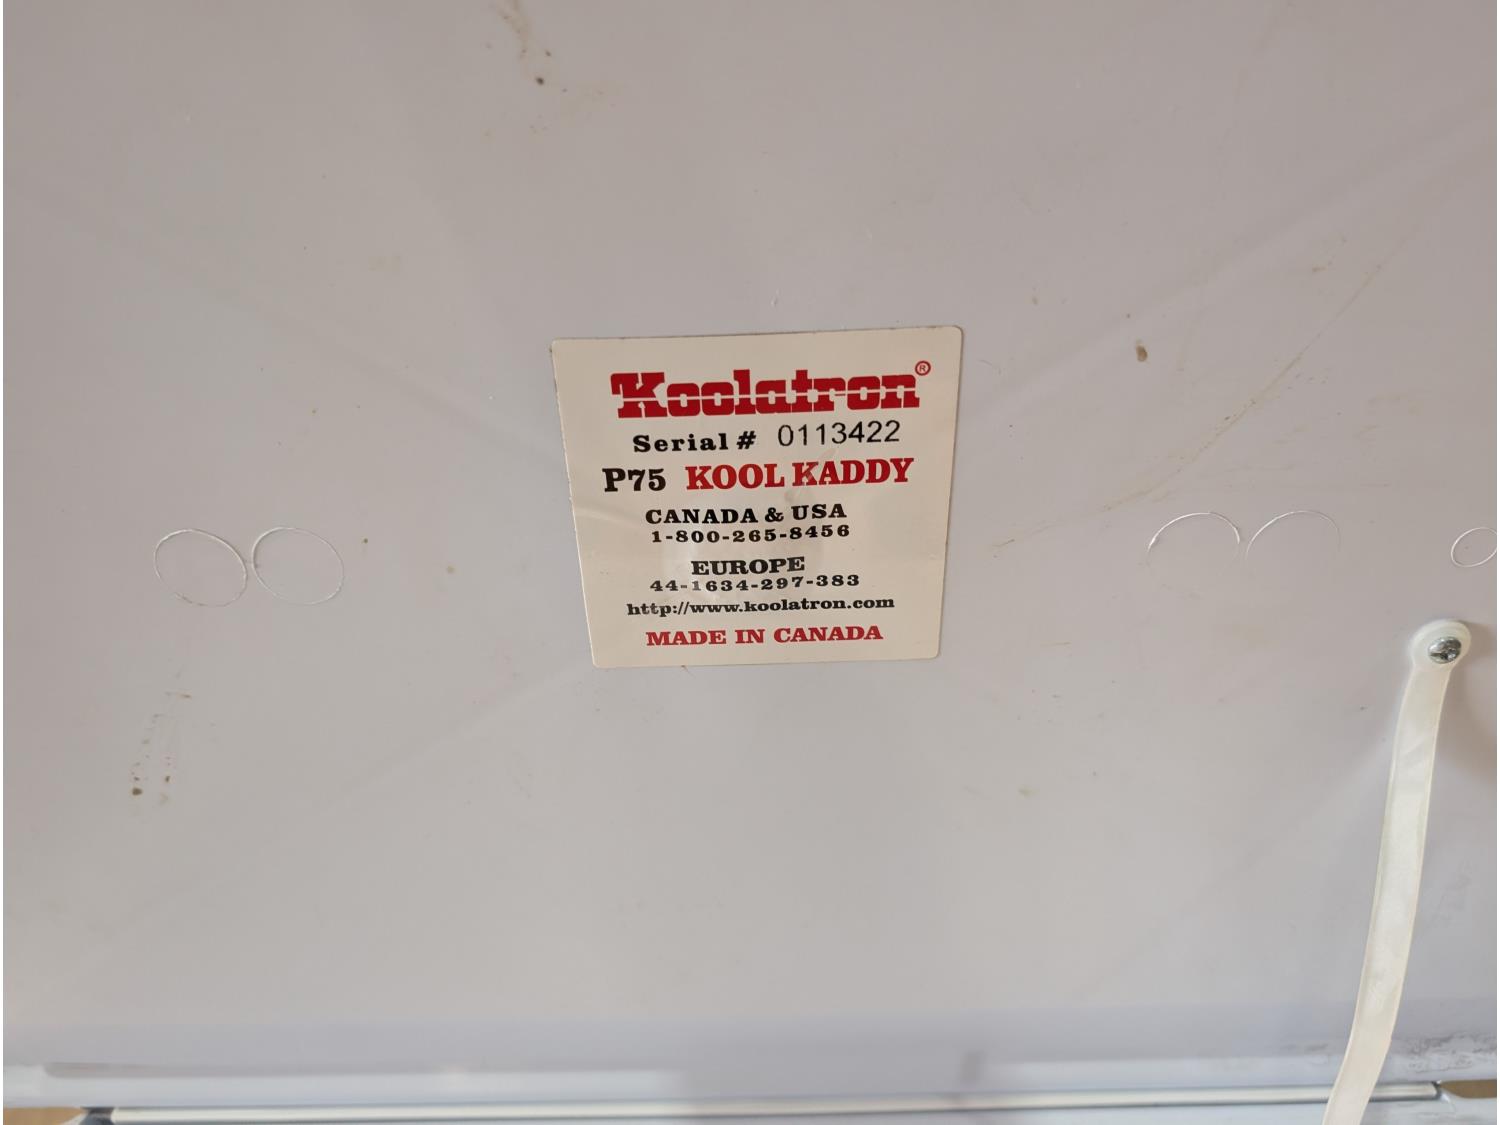 Koolatron®
Serial # 0113422
P75 KOOL KADDY
CANADA & USA
1-800-265-8456
EUROPE
44-1634-297-383
http://www.koolatron.com
MADE IN CANADA